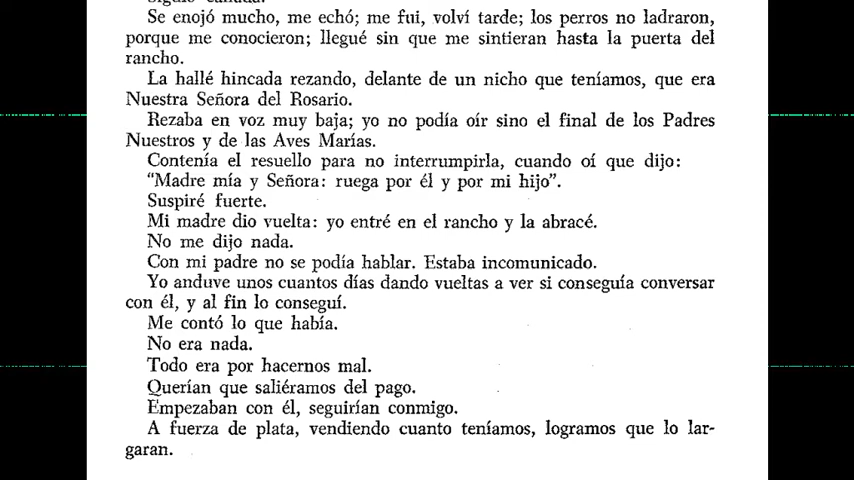 Se enojó mucho, me echó; me fui, volví tarde; los perros no ladraron,
porque me conocieron; llegué sin que me sintieran hasta la puerta del
rancho.
La hallé hincada rezando, delante de un nicho que teníamos, que era
Nuestra Señora del Rosario.
Rezaba en voz muy baja; yo no podía oír sino el final de los Padres
Nuestros y de las Aves Marías.
Contenía el resuello para no interrumpirla, cuando oí que dijo:
"Madre mía y Señora: ruega por él y por mi hijo".
Suspiré fuerte.
Mi madre dio vuelta: yo entré en el rancho y la abracé.
No me dijo nada.
Con mi padre no se podía hablar. Estaba incomunicado.
Yo anduve unos cuantos días dando vueltas a ver si conseguía conversar
con él, y al fin lo conseguí.
Me contó lo que había.
No era nada.
Todo era por hacernos mal.
Querían que saliéramos del pago.
Empezaban con él, seguirían conmigo.
A fuerza de plata, vendiendo cuanto teníamos, logramos que lo lar-
garan.